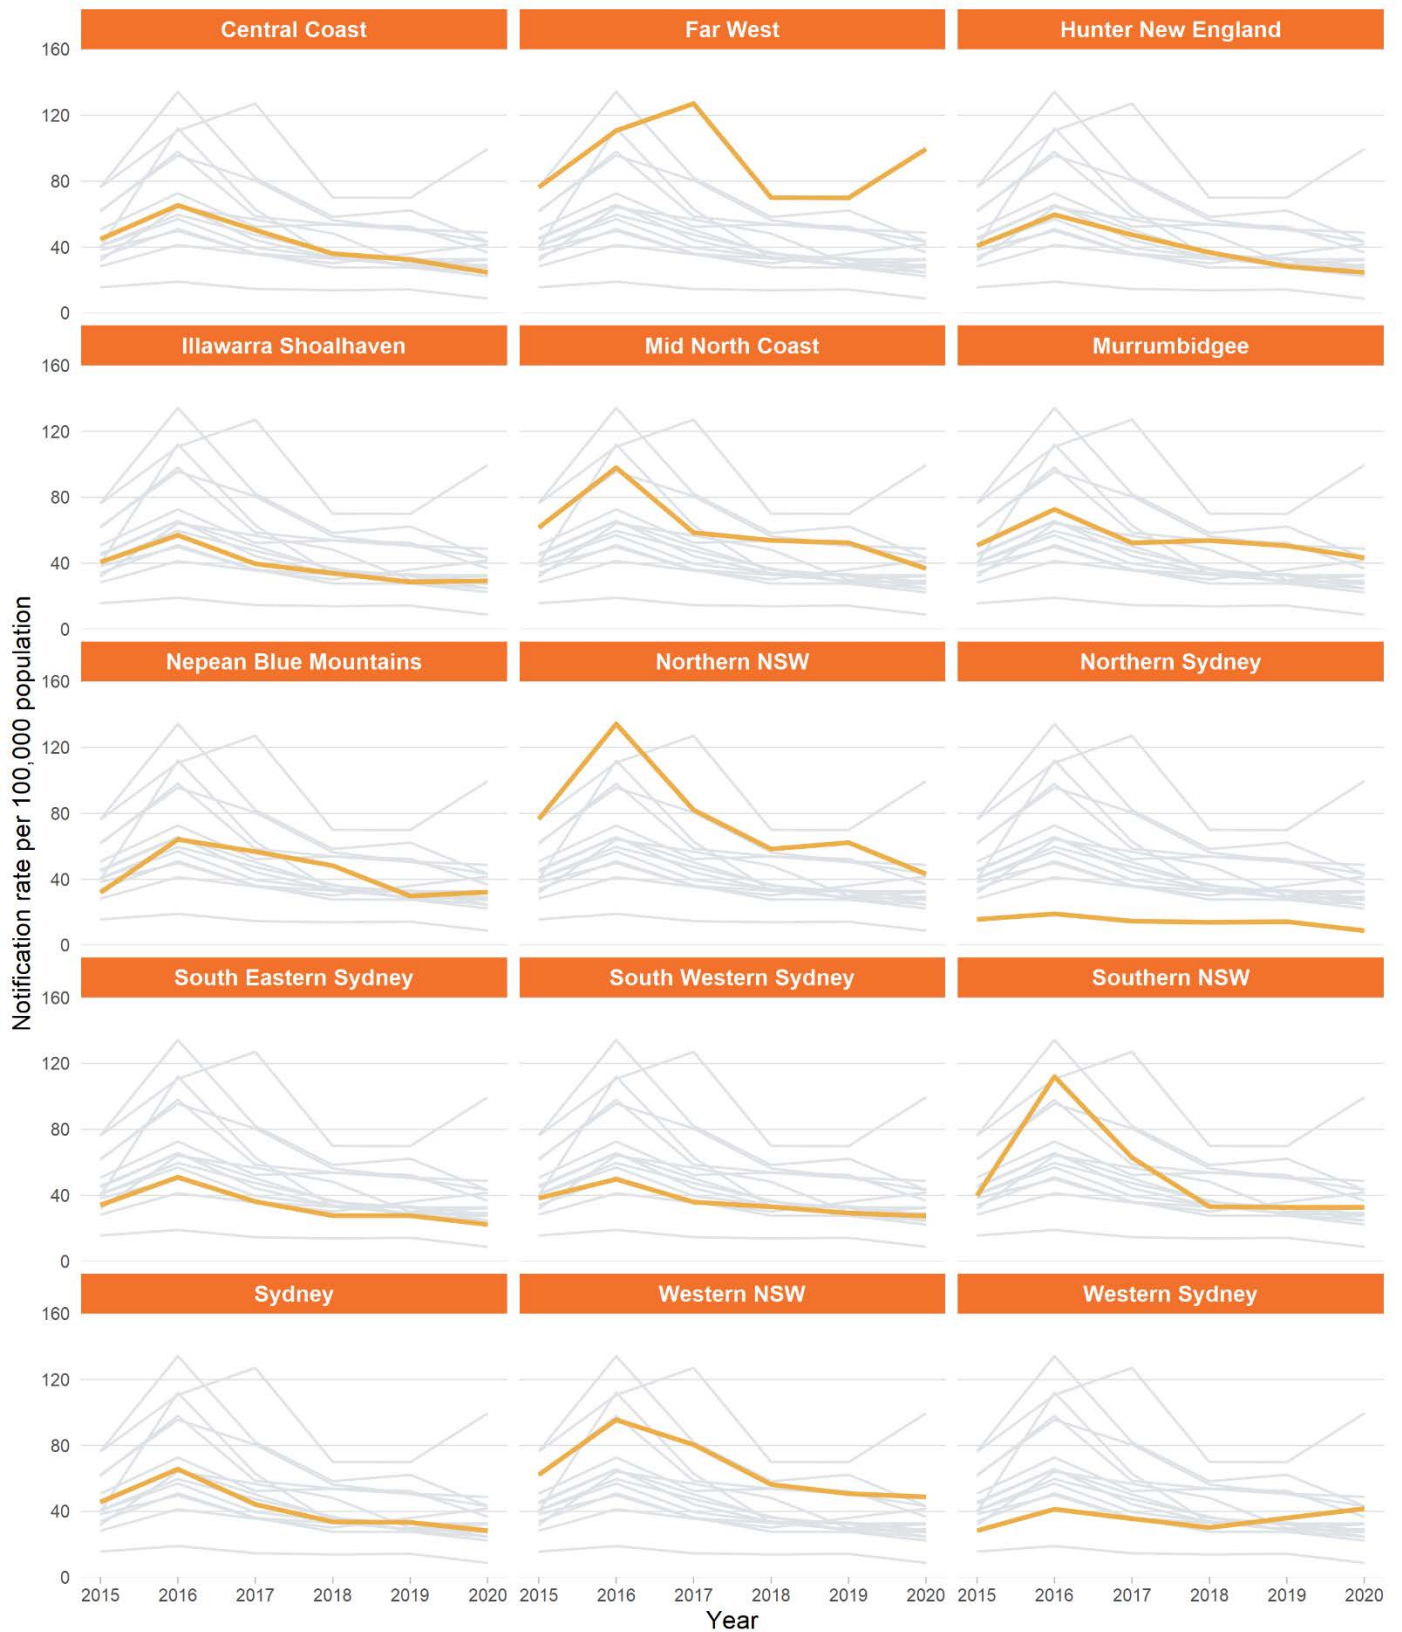 Central Coast
Far West
Hunter New England
160
120
80
40
0
Illawarra Shoalhaven
Mid North Coast
Murrumbidgee
160
120
80
40
0
Nepean Blue Mountains
Northern NSW
Northern Sydney
160
120
80
40
0
South Eastern Sydney
South Western Sydney
Southern NSW
160
120
80
40
0
Sydney
Western NSW
Western Sydney
160
120
80
40
0
Notification rate per 100,000 population
2015 2016 2017 2018 2019 2020
2015 2016 2017 2018 2019 2020
2015 2016 2017 2018 2019 2020
Year